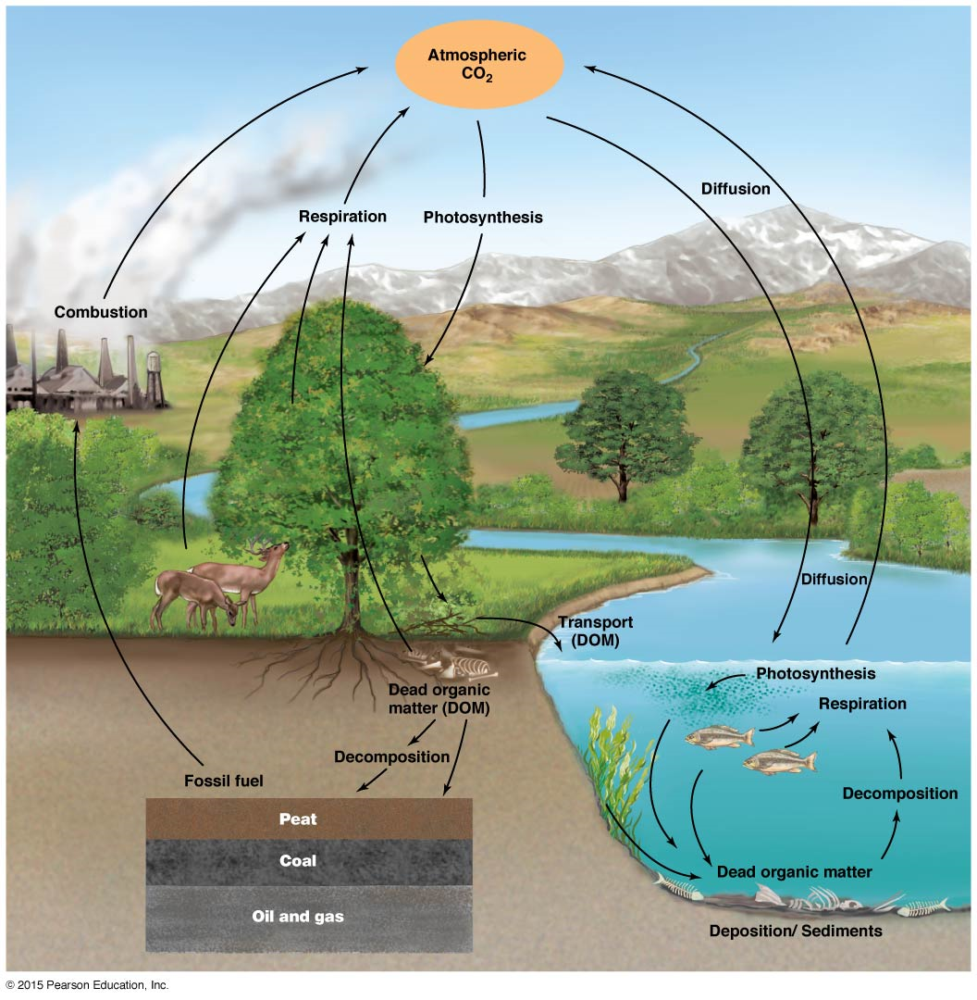 Atmospheric
CO₂
Diffusion
Respiration
Photosynthesis
Combustion
Diffusion
Transport
(DOM)
Photosynthesis
Respiration
Dead organic
matter (DOM)
Decomposition
Fossil fuel
Decomposition
Peat
Coal
Oil and gas
Dead organic matter
Deposition/ Sediments
© 2015 Pearson Education, Inc.